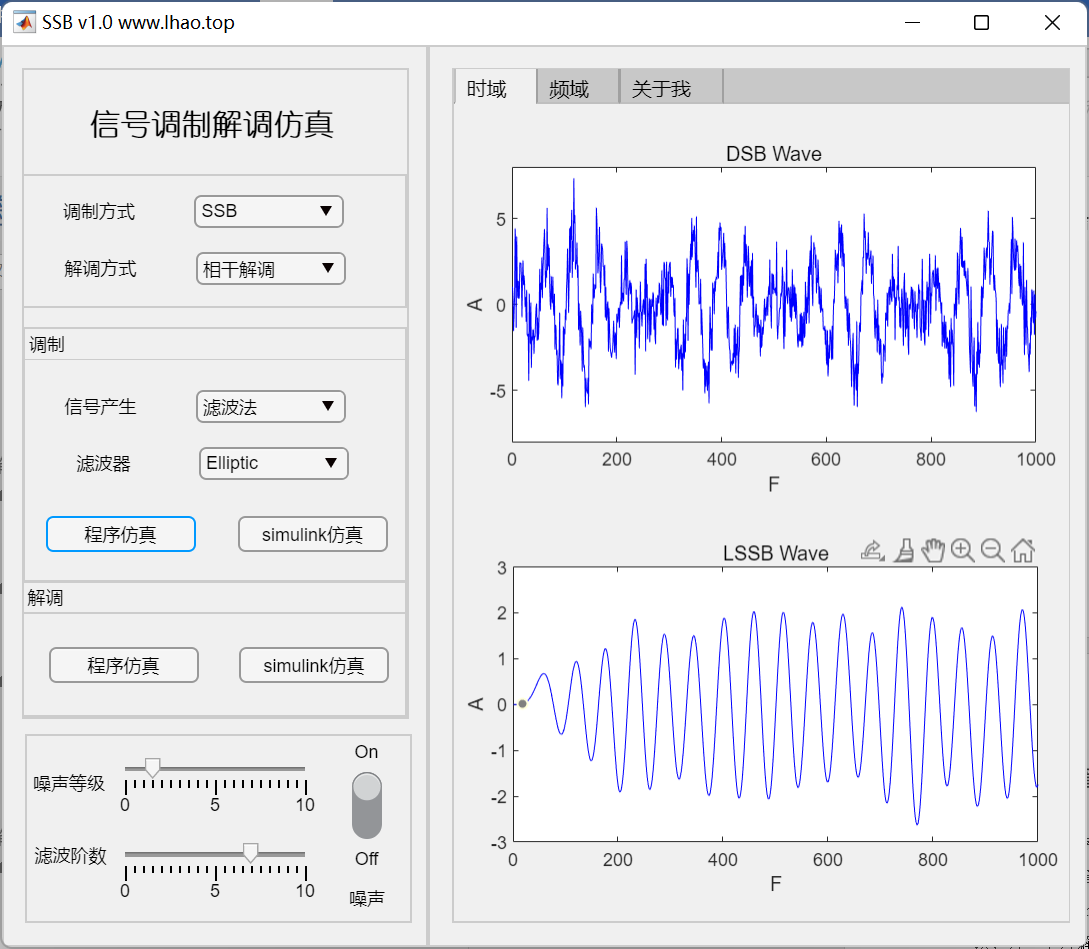 SSB v1.0 www.lhao.top
信号调制解调仿真
调制方式 SSB
解调方式 相干解调
调制
信号产生 滤波法
滤波器 Elliptic
程序仿真 simulink仿真
解调
程序仿真 simulink仿真
噪声等级
0 5 10
滤波阶数
0 5 10
On
Off
噪声
时域 频域 关于我
DSB Wave
A
5
0
-5
0 200 400 600 800 1000
F
LSSB Wave
A
3
2
1
0
-1
-2
-3
0 200 400 600 800 1000
F